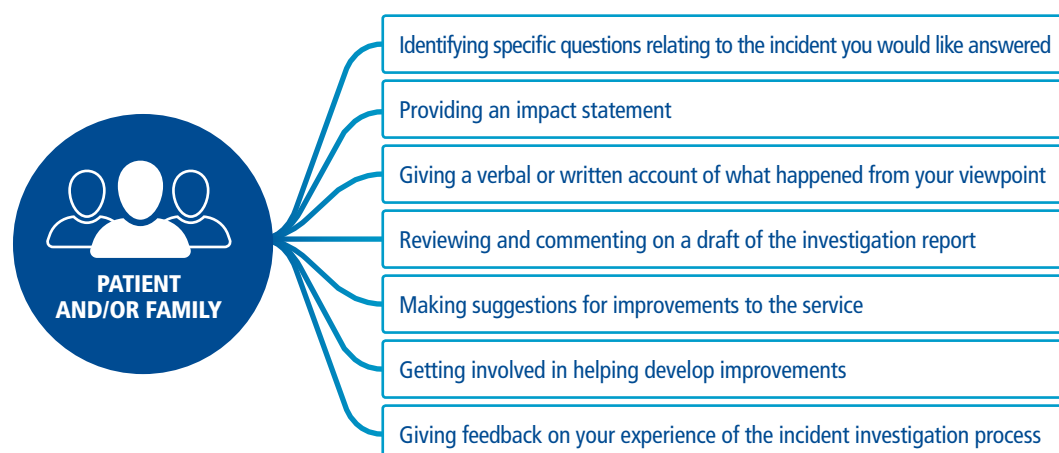 Identifying specific questions relating to the incident you would like answered
Providing an impact statement
Giving a verbal or written account of what happened from your viewpoint
Reviewing and commenting on a draft of the investigation report
PATIENT
AND/OR FAMILY
Making suggestions for improvements to the service
Getting involved in helping develop improvements
Giving feedback on your experience of the incident investigation process